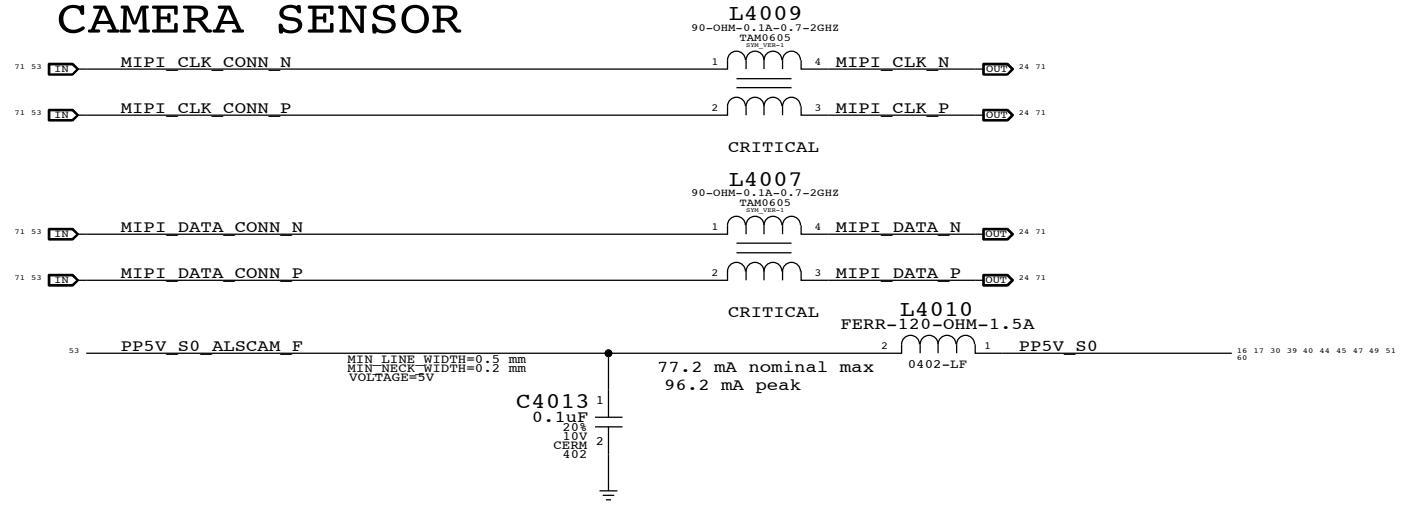 CAMERA SENSOR
L4009
90-OHM-0.1A-0.7-2GHZ
TAM0605
SYM_VER-1
71 53 IN MIPI_CLK_CONN_N 1 4 MIPI_CLK_N OUT 24 71
71 53 IN MIPI_CLK_CONN_P 2 3 MIPI_CLK_P OUT 24 71
CRITICAL
L4007
90-OHM-0.1A-0.7-2GHZ
TAM0605
SYM_VER-1
71 53 IN MIPI_DATA_CONN_N 1 4 MIPI_DATA_N OUT 24 71
71 53 IN MIPI_DATA_CONN_P 2 3 MIPI_DATA_P OUT 24 71
CRITICAL
L4010
FERR-120-OHM-1.5A
53 PP5V_S0_ALSCAM_F 2 1 PP5V_S0 16 17 30 39 40 44 45 47 49 51
60
0402-LF
MIN_LINE_WIDTH=0.5 mm
MIN_NECK_WIDTH=0.2 mm
VOLTAGE=5V
77.2 mA nominal max
96.2 mA peak
C4013 1
0.1uF
20%
10V
CERM 2
402